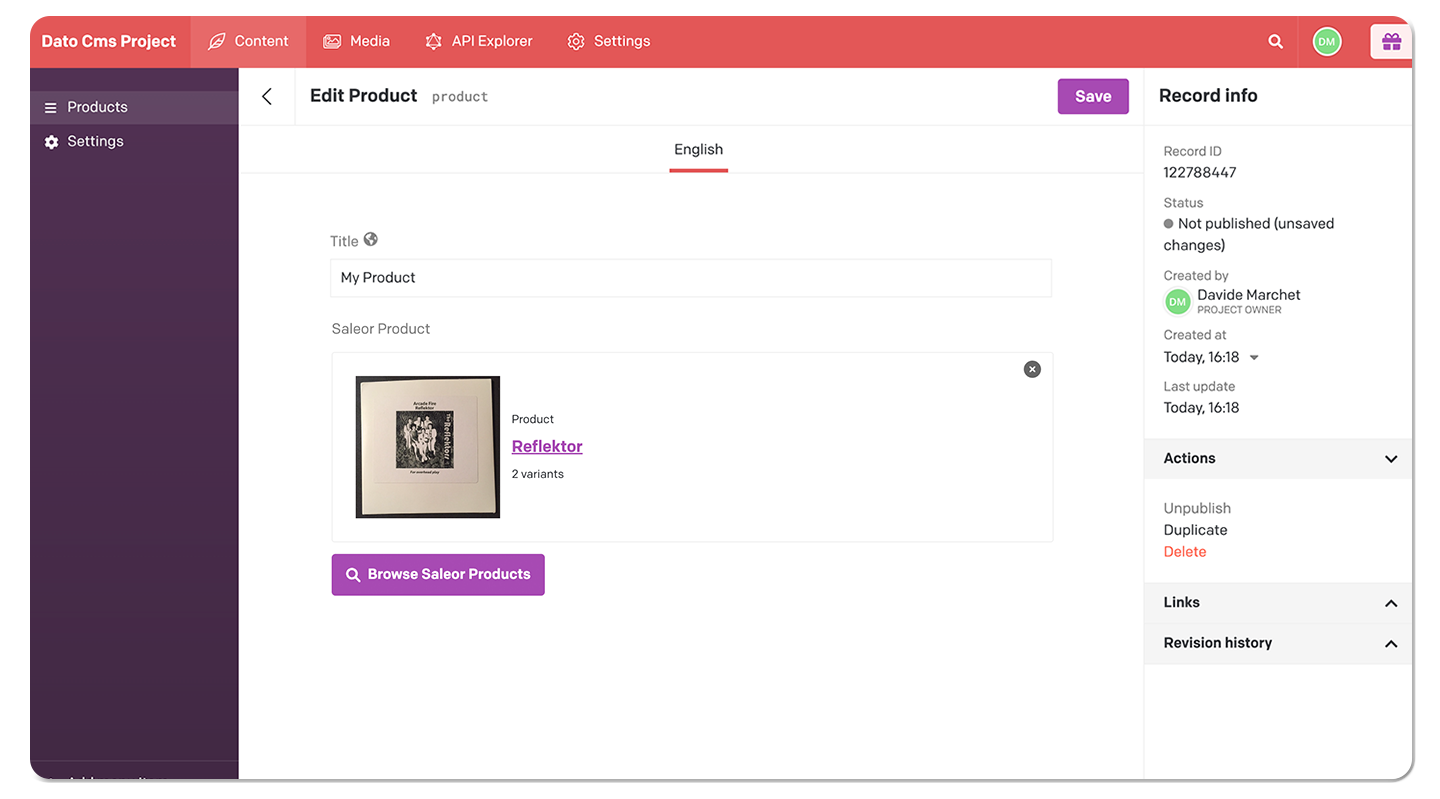 Dato Cms Project
Content
Media
API Explorer
Settings
DM
Products
Settings
Edit Product product
Save
English
Title
My Product
Saleor Product
Arcade Fire
Reflektor
The Reflektors
For overhead play
Product
Reflektor
2 variants
Browse Saleor Products
Record info
Record ID
122788447
Status
Not published (unsaved
changes)
Created by
DM
Davide Marchet
PROJECT OWNER
Created at
Today, 16:18
Last update
Today, 16:18
Actions
Unpublish
Duplicate
Delete
Links
Revision history